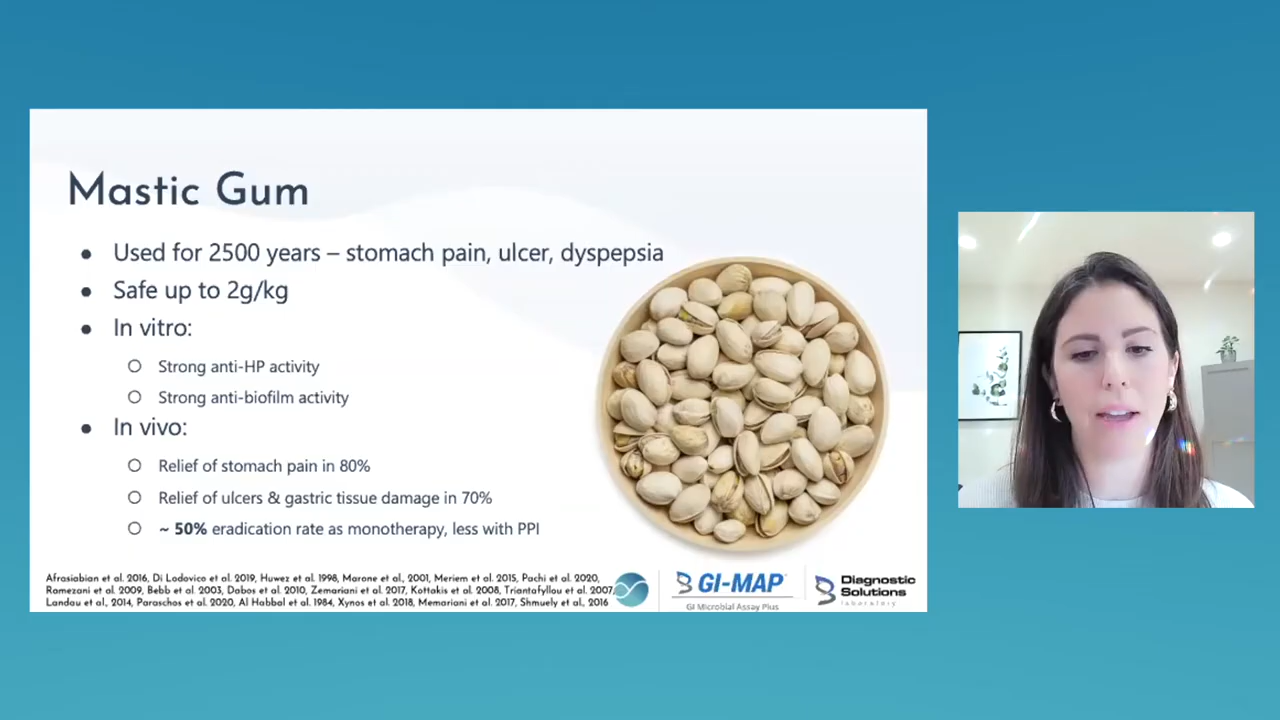 Mastic Gum
● Used for 2500 years – stomach pain, ulcer, dyspepsia
● Safe up to 2g/kg
● In vitro:
○ Strong anti-HP activity
○ Strong anti-biofilm activity
● In vivo:
○ Relief of stomach pain in 80%
○ Relief of ulcers & gastric tissue damage in 70%
○ ~ 50% eradication rate as monotherapy, less with PPI
Afrasiabian et al. 2016, Di Lodovico et al. 2019, Huwez et al. 1998, Marone et al., 2001, Meriem et al. 2015, Pachi et al. 2020,
Ramezani et al. 2009, Bebb et al. 2003, Dabos et al. 2010, Zemariani et al. 2017, Kottakis et al. 2008, Triantafyllou et al. 2007,
Landau et al., 2014, Paraschos et al. 2020, Al Habbal et al. 1984, Xynos et al. 2018, Memariani et al. 2017, Shmuely et al., 2016
GI-MAP
GI Microbial Assay Plus
Diagnostic
Solutions
laboratory